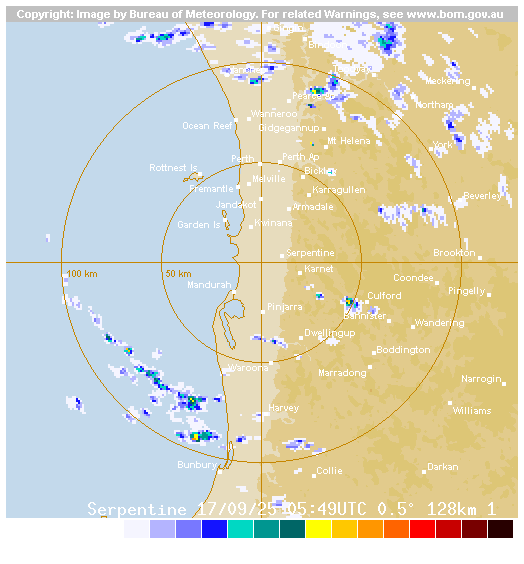 Copyright: Image by Bureau of Meteorology. For related Warnings, see www.bom.gov.au
Meckering
Pearce
Northam
Wanneroo
Ocean Reef
Gidgegannup
Mt Helena
York
Perth
Perth Ap
Rottnest Is
Bickley
Melville
Fremantle
Karragullen
Beverley
Jandakot
Armadale
Garden Is
Kwinana
Serpentine
Brookton
100 km
50 km
Karnet
Mandurah
Coondee
Pingelly
Culford
Pinjarra
Bannister
Wandering
Dwellingup
Boddington
Waroona
Marradong
Narrogin
Harvey
Williams
Bunbury
Collie
Darkan
Serpentine 17/09/25 05:49UTC 0.5° 128km 1